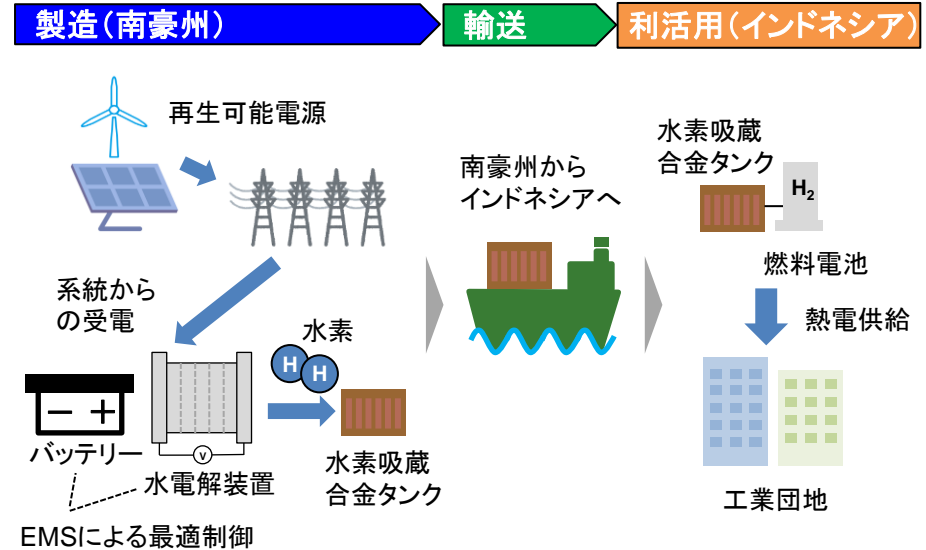 製造（南豪州）
輸送
利活用（インドネシア）
再生可能電源
系統から
の受電
水素
H
H
バッテリー
V
水電解装置
水素吸蔵
合金タンク
EMSによる最適制御
南豪州から
インドネシアへ
水素吸蔵
合金タンク
H₂
燃料電池
熱電供給
工業団地